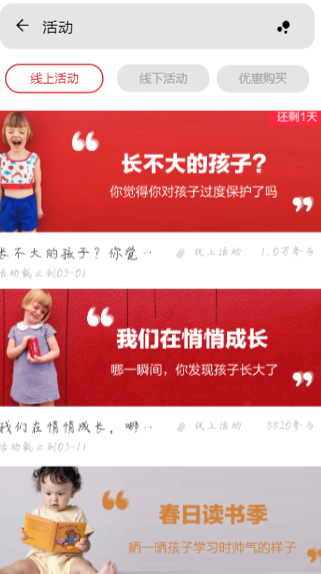 活动
线上活动
线下活动
优惠购买
还剩1天
长不大的孩子？
你觉得你对孩子过度保护了吗
长不大的孩子？你觉…
线上活动
1.0万参与
活动截止到03-06
我们在悄悄成长
哪一瞬间，你发现孩子长大了
我们在悄悄成长，哪…
线上活动
5520参与
活动截止到03-11
春日读书季
晒一晒孩子学习时帅气的样子